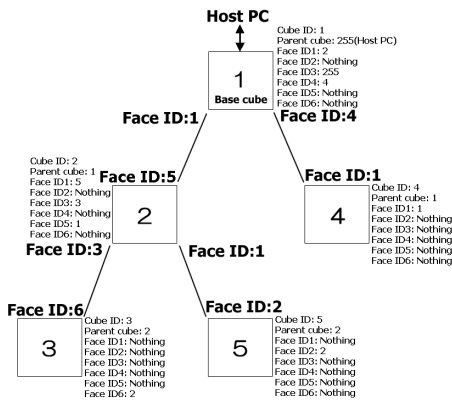 Host PC
Cube ID: 1
Parent cube: 255(Host PC)
Face ID1: 2
Face ID2: Nothing
Face ID3: 255
Face ID4: 4
Face ID5: Nothing
Face ID6: Nothing
1
Base cube
Face ID:1
Face ID:4
Cube ID: 2
Parent cube: 1
Face ID1: 5
Face ID2: Nothing
Face ID3: 3
Face ID4: Nothing
Face ID5: 1
Face ID6: Nothing
Face ID:5
2
Face ID:3
Face ID:1
Face ID:1
4
Cube ID: 4
Parent cube: 1
Face ID1: 1
Face ID2: Nothing
Face ID3: Nothing
Face ID4: Nothing
Face ID5: Nothing
Face ID6: Nothing
Face ID:6
3
Cube ID: 3
Parent cube: 2
Face ID1: Nothing
Face ID2: Nothing
Face ID3: Nothing
Face ID4: Nothing
Face ID5: Nothing
Face ID6: 2
Face ID:2
5
Cube ID: 5
Parent cube: 2
Face ID1: Nothing
Face ID2: 2
Face ID3: Nothing
Face ID4: Nothing
Face ID5: Nothing
Face ID6: Nothing